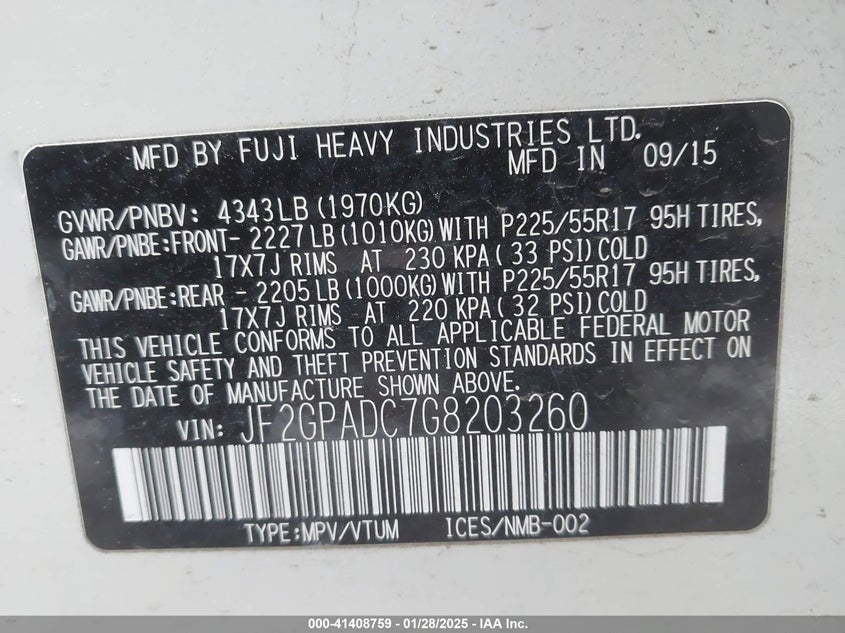 MFD BY FUJI HEAVY INDUSTRIES LTD.
MFD IN 09/15
GVWR/PNBV: 4343LB (1970KG)
GAWR/PNBE:FRONT- 2227LB(1010KG)WITH P225/55R17 95H TIRES,
17X7J RIMS AT 230 KPA(33 PSI)COLD
GAWR/PNBE:REAR - 2205LB(1000KG)WITH P225/55R17 95H TIRES,
17X7J RIMS AT 220 KPA(32 PSI)COLD
THIS VEHICLE CONFORMS TO ALL APPLICABLE FEDERAL MOTOR
VEHICLE SAFETY AND THEFT PREVENTION STANDARDS IN EFFECT ON
THE DATE OF MANUFACTURE SHOWN ABOVE.
VIN: JF2GPADC7G8203260
TYPE:MPV/VTUM ICES/NMB-002
000-41408759 - 01/28/2025 - IAA